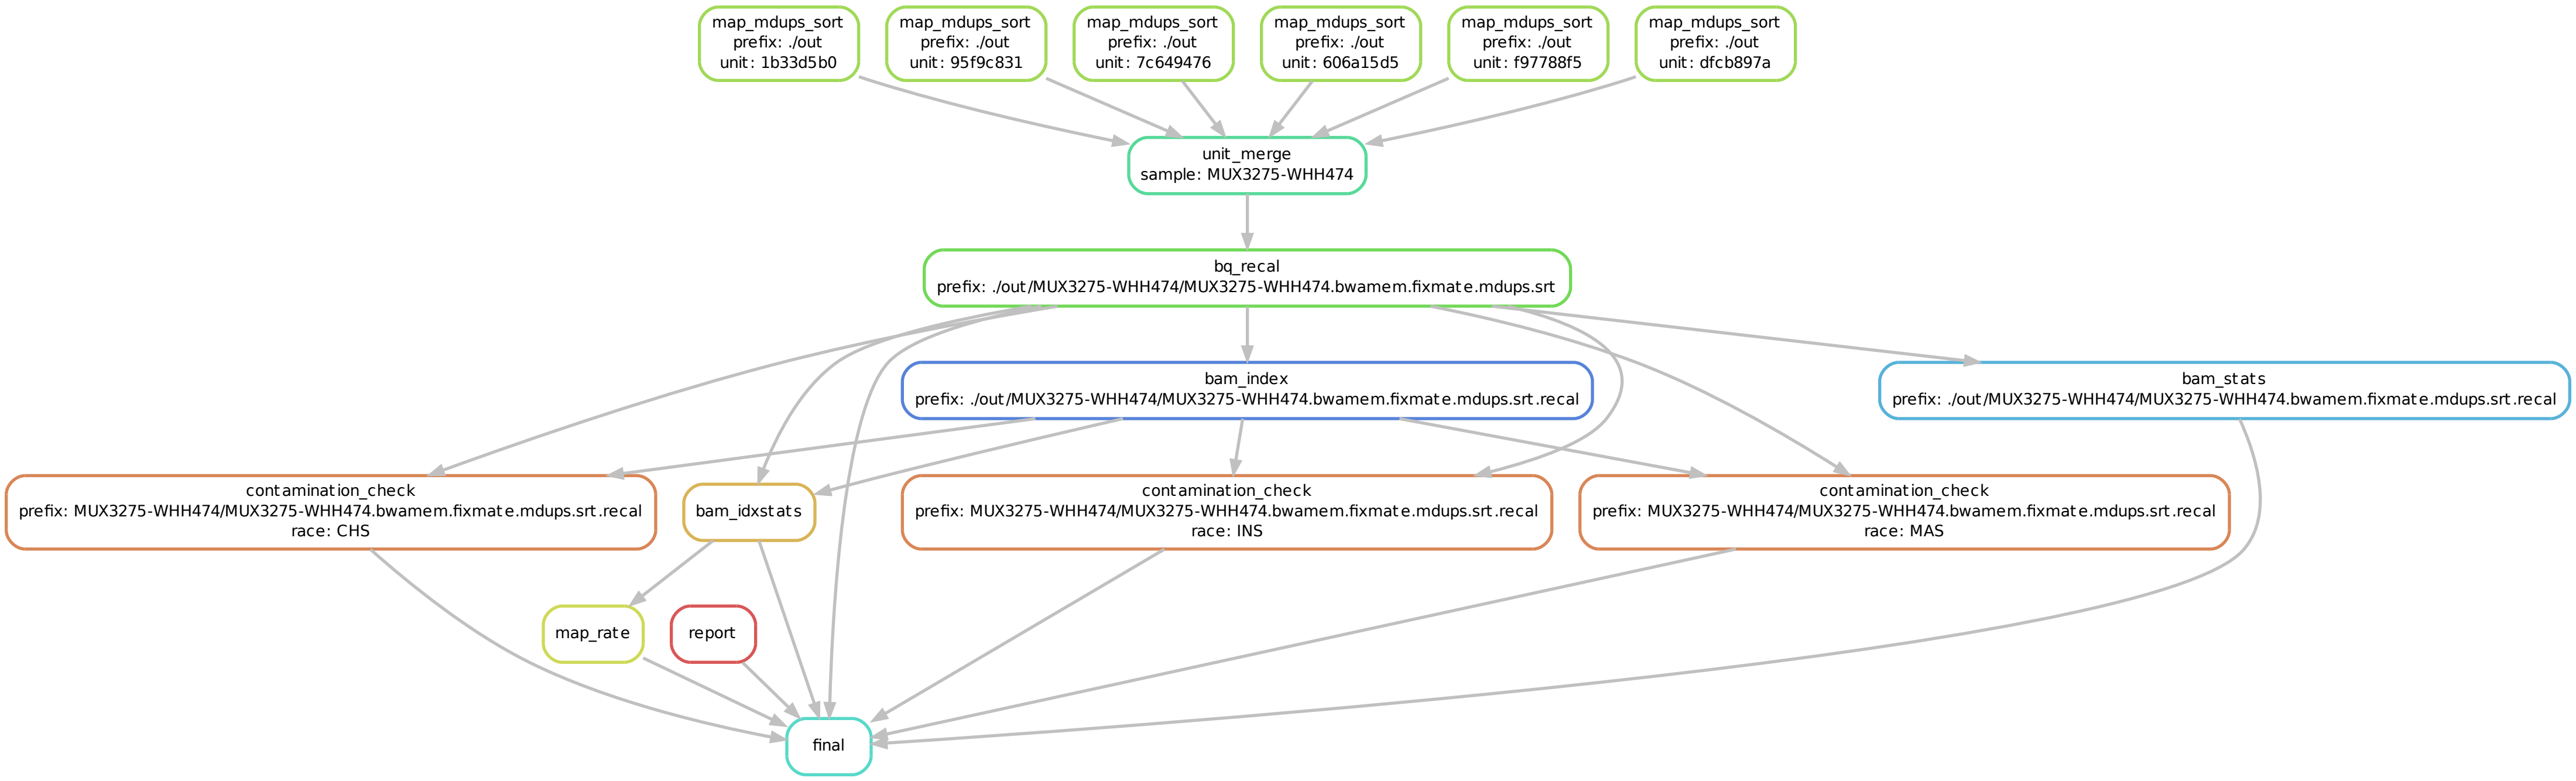 map_mdups_sort
prefix: ./out
unit: 1b33d5b0
map_mdups_sort
prefix: ./out
unit: 95f9c831
map_mdups_sort
prefix: ./out
unit: 7c649476
map_mdups_sort
prefix: ./out
unit: 606a15d5
map_mdups_sort
prefix: ./out
unit: f97788f5
map_mdups_sort
prefix: ./out
unit: dfcb897a
unit_merge
sample: MUX3275-WHH474
bq_recal
prefix: ./out/MUX3275-WHH474/MUX3275-WHH474.bwamem.fixmate.mdups.srt
bam_index
prefix: ./out/MUX3275-WHH474/MUX3275-WHH474.bwamem.fixmate.mdups.srt.recal
bam_stats
prefix: ./out/MUX3275-WHH474/MUX3275-WHH474.bwamem.fixmate.mdups.srt.recal
contamination_check
prefix: MUX3275-WHH474/MUX3275-WHH474.bwamem.fixmate.mdups.srt.recal
race: CHS
bam_idxstats
contamination_check
prefix: MUX3275-WHH474/MUX3275-WHH474.bwamem.fixmate.mdups.srt.recal
race: INS
contamination_check
prefix: MUX3275-WHH474/MUX3275-WHH474.bwamem.fixmate.mdups.srt.recal
race: MAS
map_rate
report
final